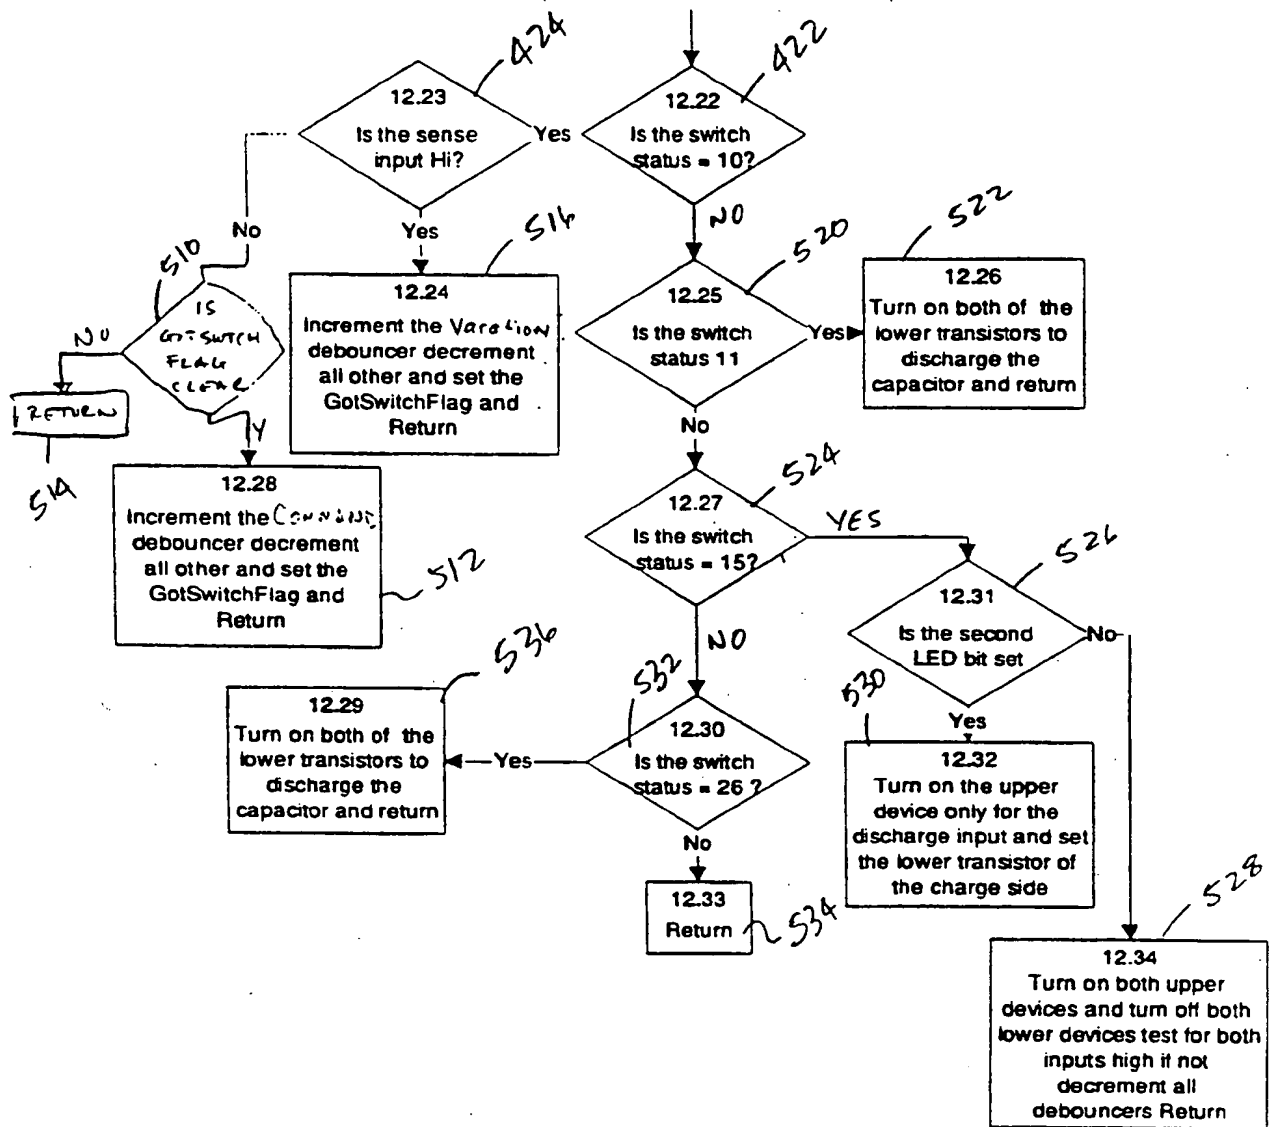 424
12.23
Is the sense
input Hi?
Yes
422
12.22
Is the switch
status = 10?
No
510
IS
GOTSWTCH
FLAG
CLEAR
NO
RETURN
514
Y
Yes
516
12.24
Increment the Vacation
debouncer decrement
all other and set the
GotSwitchFlag and
Return
NO
520
12.25
Is the switch
status 11
Yes
522
12.26
Turn on both of the
lower transistors to
discharge the
capacitor and return
12.28
Increment the
debouncer decrement
all other and set the
GotSwitchFlag and
Return
512
No
524
12.27
Is the switch
status = 15?
YES
526
12.31
Is the second
LED bit set
No
NO
536
12.29
Turn on both of the
lower transistors to
discharge the
capacitor and return
Yes
532
12.30
Is the switch
status = 26 ?
530
Yes
12.32
Turn on the upper
device only for the
discharge input and set
the lower transistor of
the charge side
No
12.33
Return
534
528
12.34
Turn on both upper
devices and turn off both
lower devices test for both
inputs high if not
decrement all
debouncers Return